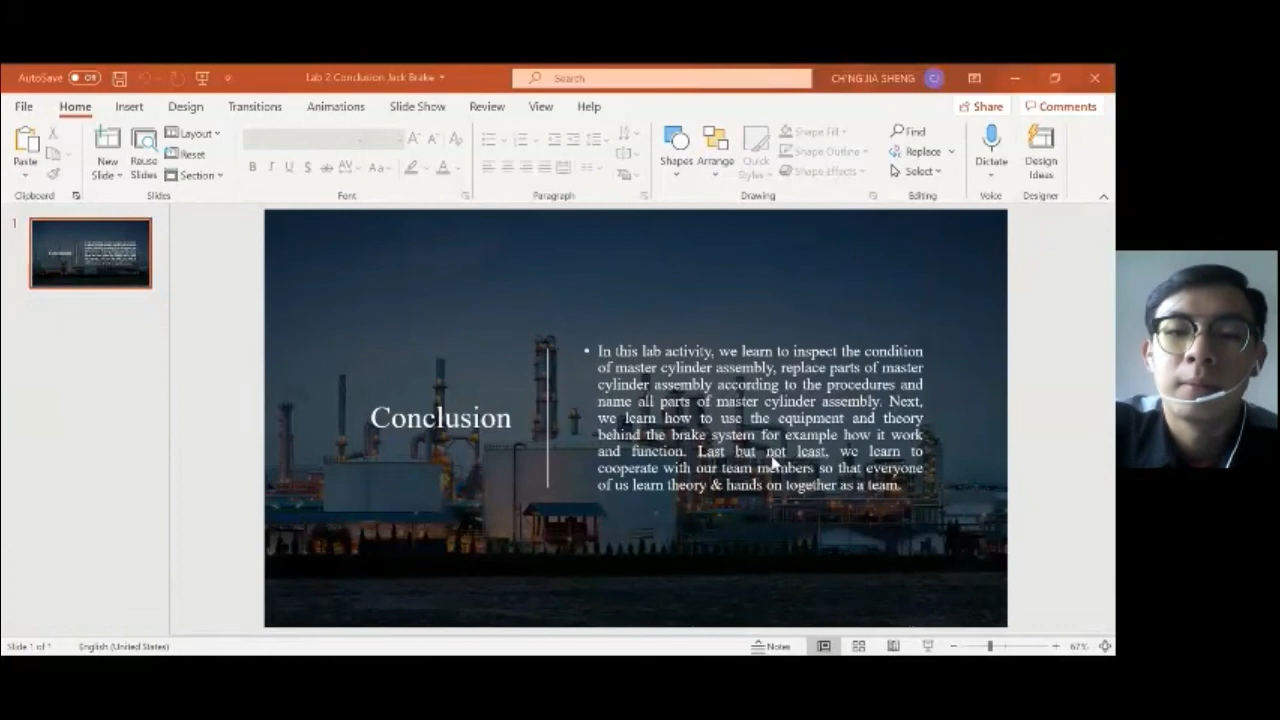 AutoSave Off Lab 2 Conclusion Jack Brake Search CH'NG JIA SHENG CJ
File Home Insert Design Transitions Animations Slide Show Review View Help Share Comments
Paste
Clipboard
New Slide
Reuse Slides
Layout
Reset
Section
Slides
B I U S ab AV Aa A
Font
Paragraph
Shapes
Arrange
Quick Styles
Shape Fill
Shape Outline
Shape Effects
Drawing
Find
Replace
Select
Editing
Dictate
Voice
Design Ideas
Designer
1
Conclusion
• In this lab activity, we learn to inspect the condition
of master cylinder assembly, replace parts of master
cylinder assembly according to the procedures and
name all parts of master cylinder assembly. Next,
we learn how to use the equipment and theory
behind the brake system for example how it work
and function. Last but not least, we learn to
cooperate with our team members so that everyone
of us learn theory & hands on together as a team.
Slide 1 of 1 English (United States) Notes 67%